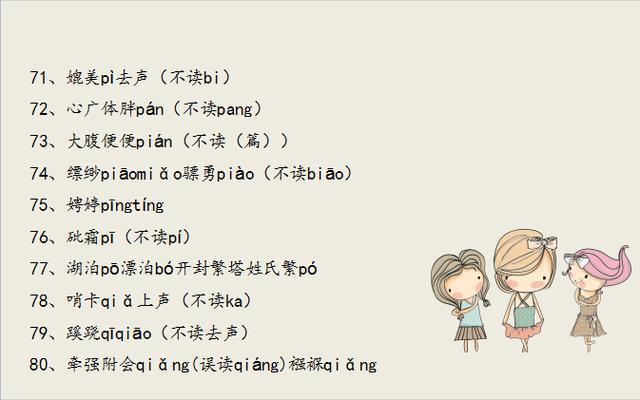 71、媲美pì去声（不读bi）
72、心广体胖pán（不读pang）
73、大腹便便pián（不读（篇））
74、缥缈piāomiǎo骠勇piào（不读biāo）
75、娉婷pīngtíng
76、砒霜pī（不读pí）
77、湖泊pō漂泊bó开封繁塔姓氏繁pó
78、哨卡qiǎ上声（不读ka）
79、蹊跷qīqiāo（不读去声）
80、牵强附会qiǎng(误读qiáng)襁褓qiǎng